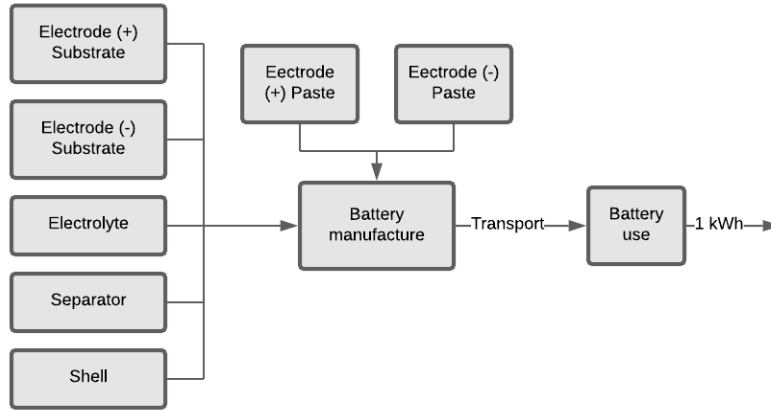 Electrode (+)
Substrate
Electrode (-)
Substrate
Electrolyte
Separator
Shell
Eectrode
(+) Paste
Eectrode (-)
Paste
Battery
manufacture
Transport
Battery
use
1 kWh